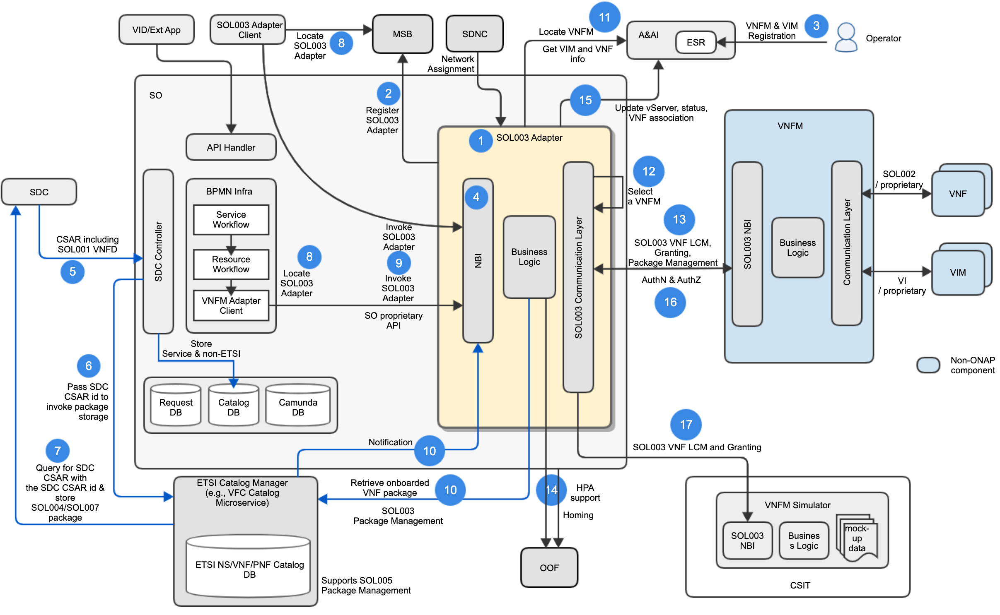 VID/Ext App
SOL003 Adapter
Client
Locate
SOL003
Adapter
8
MSB
SDNC
Network
Assignment
11
Locate VNFM
Get VIM and VNF
info
A&AI
ESR
VNFM & VIM
Registration
3
Operator
SO
2
Register
SOL003
Adapter
15
Update vServer, status,
VNF association
1
SOL003 Adapter
API Handler
SDC
CSAR including
SOL001 VNFD
5
SDC Controller
BPMN Infra
Service
Workflow
Resource
Workflow
VNFM Adapter
Client
8
Locate
SOL003
Adapter
Invoke
SOL003
Adapter
9
Invoke
SOL003
Adapter
SO proprietary
API
4
NBI
Business
Logic
SOL003 Communication Layer
12
Select
a VNFM
13
SOL003 VNF LCM,
Granting,
Package Management
AuthN & AuthZ
16
VNFM
SOL003 NBI
Business
Logic
Communication Layer
SOL002
/ proprietary
VNF
VI
/ proprietary
VIM
Non-ONAP
component
Store
Service & non-ETSI
6
Pass SDC
CSAR id to
invoke package
storage
Request
DB
Catalog
DB
Camunda
DB
7
Query for SDC
CSAR with
the SDC CSAR id &
store
SOL004/SOL007
package
Notification
10
ETSI Catalog Manager
(e.g., VFC Catalog
Microservice)
ETSI NS/VNF/PNF Catalog
DB
Supports SOL005
Package Management
Retrieve onboarded
VNF package
10
SOL003
Package Management
14
HPA
support
Homing
OOF
17
SOL003 VNF LCM and Granting
VNFM Simulator
SOL003
NBI
Busines
s Logic
mock-
up
data
CSIT